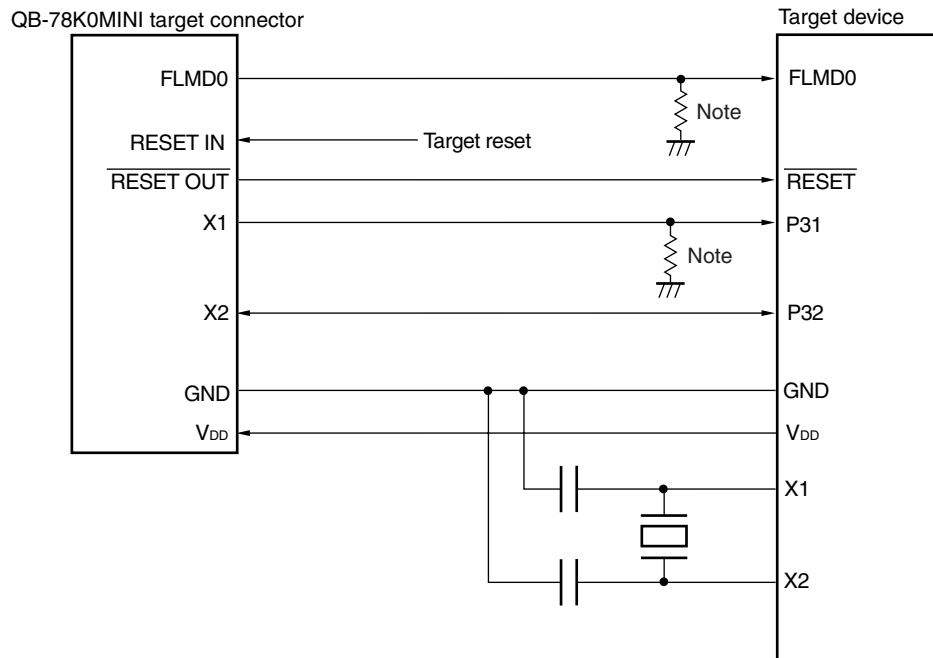 QB-78K0MINI target connector
Target device
FLMD0
FLMD0
Note
RESET IN
Target reset
RESET OUT
RESET
X1
P31
Note
X2
P32
GND
GND
VDD
VDD
X1
X2